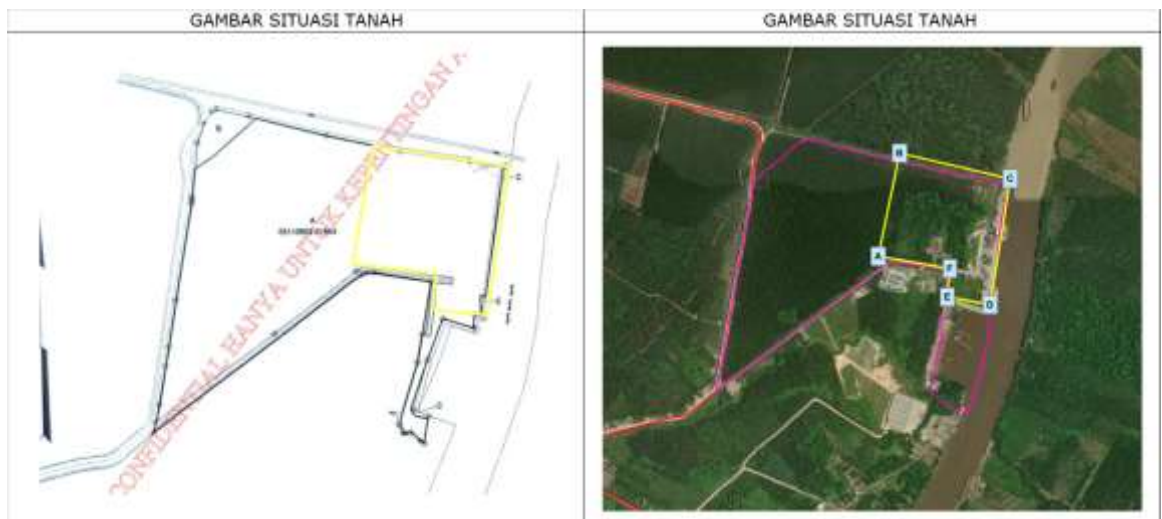 GAMBAR SITUASI TANAH
GAMBAR SITUASI TANAH
CONFIDENTIAL HANYA UNTUK KEPENTINGAN A
B
C
A
F
E
D